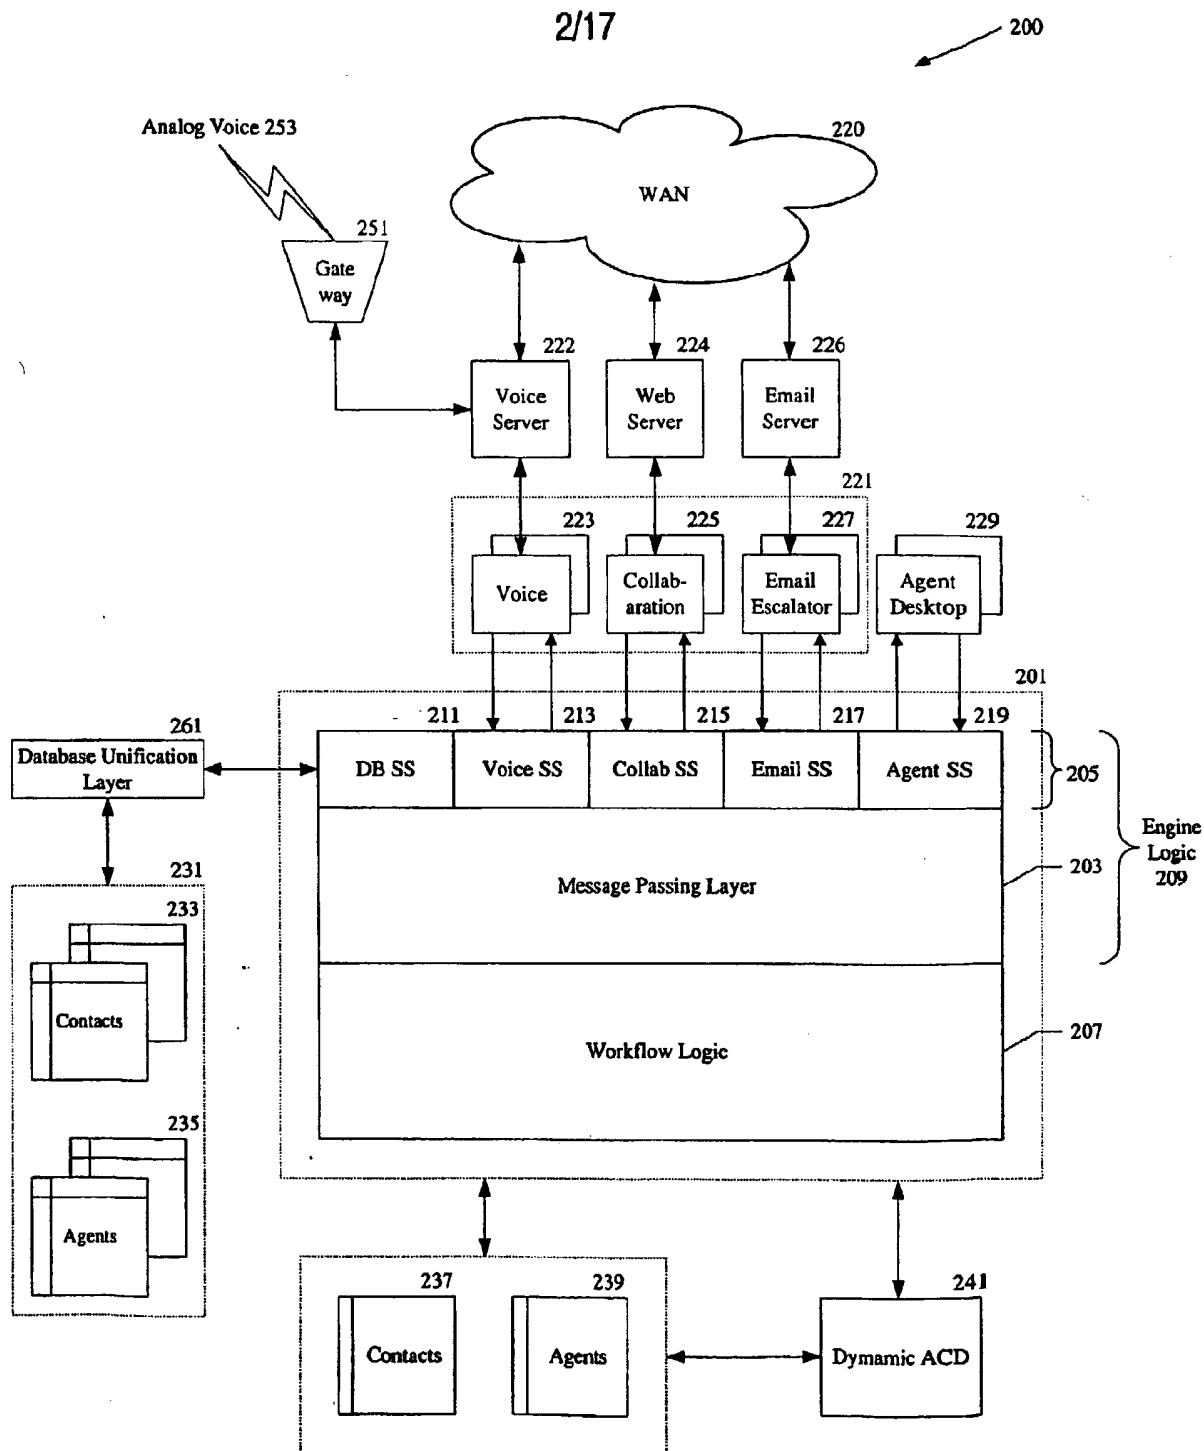 2/17
200
Analog Voice 253
220
WAN
251
Gate
way
222
224
226
Voice
Server
Web
Server
Email
Server
221
223
225
227
229
Voice
Collab-
aration
Email
Escalator
Agent
Desktop
201
211
213
215
217
219
261
Database Unification
Layer
DB SS
Voice SS
Collab SS
Email SS
Agent SS
205
Engine
Logic
209
Message Passing Layer
203
231
233
Contacts
Workflow Logic
207
235
Agents
237
239
241
Contacts
Agents
Dymamic ACD